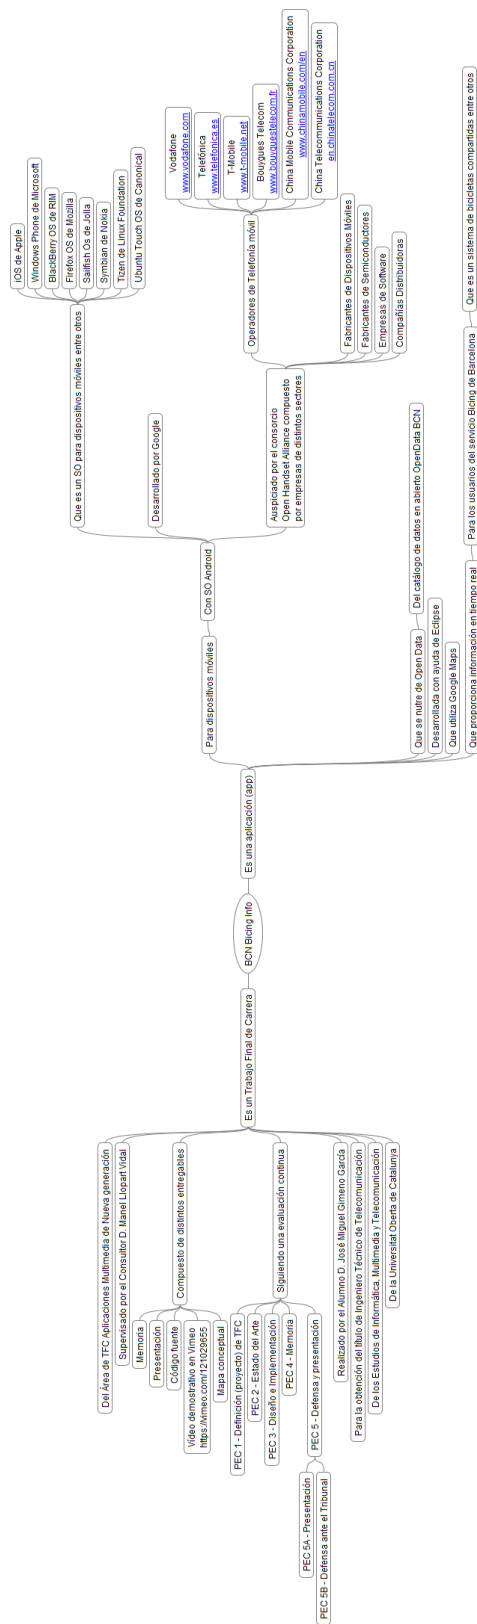 BCN Bicing Info
Es una aplicación (app)
Para dispositivos móviles
Con SO Android
Que es un SO para dispositivos móviles entre otros
iOS de Apple
Windows Phone de Microsoft
BlackBerry OS de RIM
Firefox OS de Mozilla
Sailfish Os de Jolla
Symbian de Nokia
Tizen de Linux Foundation
Ubuntu Touch OS de Canonical
Desarrollado por Google
Auspiciado por el consorcio
Open Handset Alliance compuesto
por empresas de distintos sectores
Operadores de Telefonía móvil
Vodafone
www.vodafone.com
Telefónica
www.telefonica.es
T-Mobile
www.t-mobile.net
Bouygues Telecom
www.bouyguestelecom.fr
China Mobile Communications Corporation
www.chinamobile.com/en
China Telecommunications Corporation
en.chinatelecom.com.cn
Fabricantes de Dispositivos Móviles
Fabricantes de Semiconductores
Empresas de Software
Compañías Distribuidoras
Que se nutre de Open Data
Del catálogo de datos en abierto OpenData BCN
Desarrollada con ayuda de Eclipse
Que utiliza Google Maps
Que proporciona información en tiempo real
Para los usuarios del servicio Bicing de Barcelona
Que es un sistema de bicicletas compartidas entre otros
Es un Trabajo Final de Carrera
Del Área de TFC Aplicaciones Multimedia de Nueva generación
Supervisado por el Consultor D. Manel Llopart Vidal
Compuesto de distintos entregables
Memoria
Presentación
Código fuente
Vídeo demostrativo en Vimeo
https://vimeo.com/121029655
Mapa conceptual
Siguiendo una evaluación continua
PEC 1 - Definición (proyecto) de TFC
PEC 2 - Estado del Arte
PEC 3 - Diseño e Implementación
PEC 4 - Memoria
PEC 5 - Defensa y presentación
PEC 5A - Presentación
PEC 5B - Defensa ante el Tribunal
Realizado por el Alumno D. José Miguel Gimeno García
Para la obtención del título de Ingeniero Técnico de Telecomunicación
De los Estudios de Informática, Multimedia y Telecomunicación
De la Universitat Oberta de Catalunya